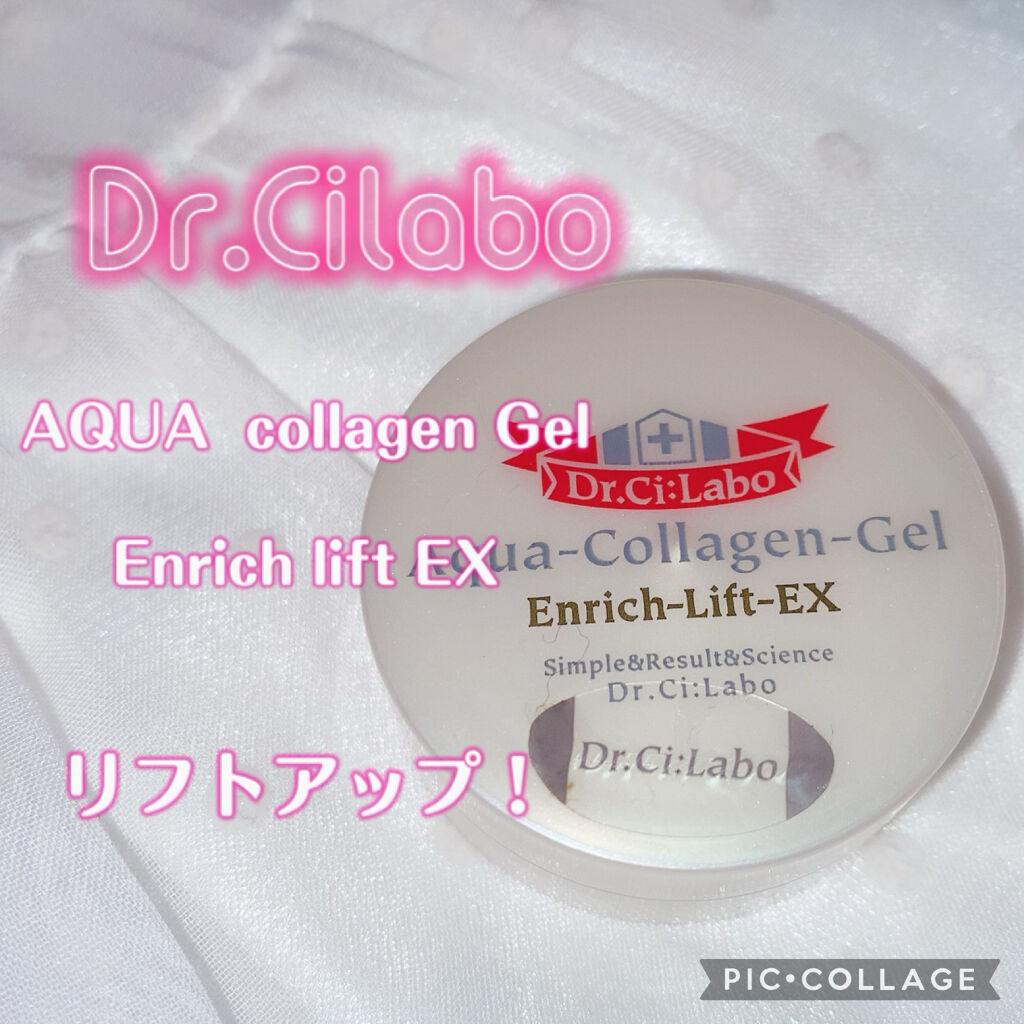 Dr.Cilabo
AQUA collagen Gel
Enrich lift EX
リフトアップ！
Dr.Ci:Labo
Aqua-Collagen-Gel
Enrich-Lift-EX
Simple&Result&Science
Dr.Ci:Labo
Dr.Ci:Labo
PIC•COLLAGE